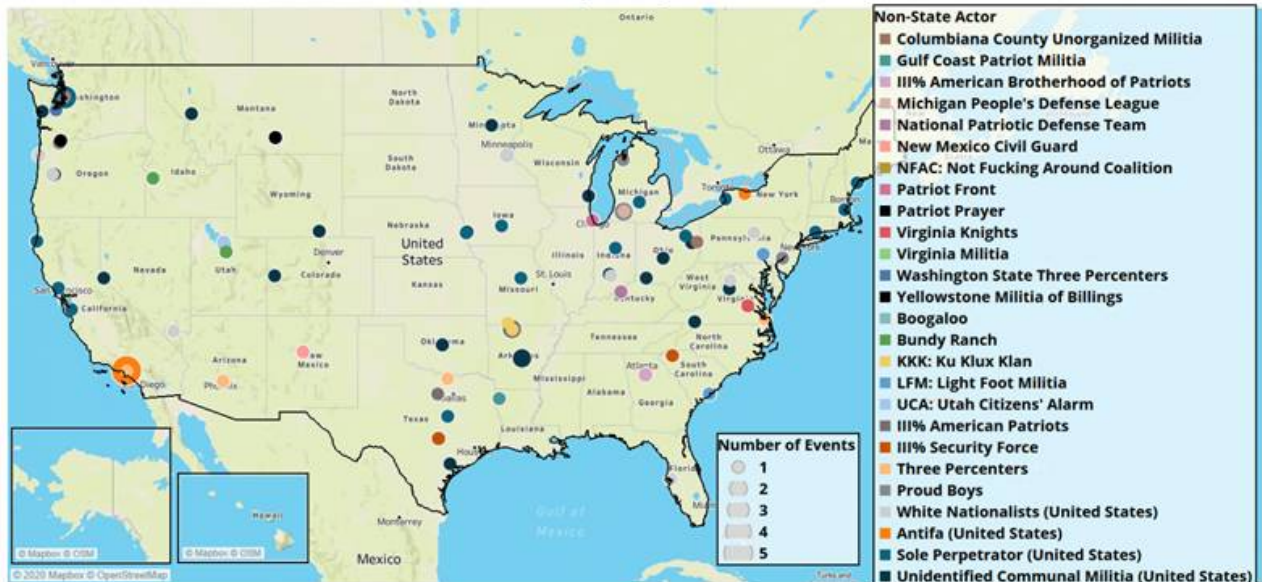 Ontario
Vancouver
ashington
North
Dakota
Montana
Minnesota
Minneapolis
Ottawa
Wisconsin
South
Dakota
Oregon
Idaho
Michigan
Toronto
New York
Wyoming
Boston
Iowa
Chicago
Nebraska
Pennsylvania
United
States
Illinois
Indiana
Ohio
New York
Nevada
Utah
Denver
Colorado
Kansas
Missouri
St. Louis
West
Virginia
Virginia
San Francisco
California
Kentucky
Oklahoma
Tennessee
North
Carolina
Arizona
New
Mexico
Arkansas
Mississippi
Atlanta
South
Carolina
Diego
Phoenix
Dallas
Alabama
Georgia
Texas
Louisiana
Florida
Gulf of
Mexico
Monterrey
Mexico
Hawaii
© Mapbox © OSM
© Mapbox © OSM
© 2020 Mapbox © OpenStreetMap
Number of Events
1
2
3
4
5
Non-State Actor
Columbiana County Unorganized Militia
Gulf Coast Patriot Militia
III% American Brotherhood of Patriots
Michigan People's Defense League
National Patriotic Defense Team
New Mexico Civil Guard
NFAC: Not Fucking Around Coalition
Patriot Front
Patriot Prayer
Virginia Knights
Virginia Militia
Washington State Three Percenters
Yellowstone Militia of Billings
Boogaloo
Bundy Ranch
KKK: Ku Klux Klan
LFM: Light Foot Militia
UCA: Utah Citizens' Alarm
III% American Patriots
III% Security Force
Three Percenters
Proud Boys
White Nationalists (United States)
Antifa (United States)
Sole Perpetrator (United States)
Unidentified Communal Militia (United States)